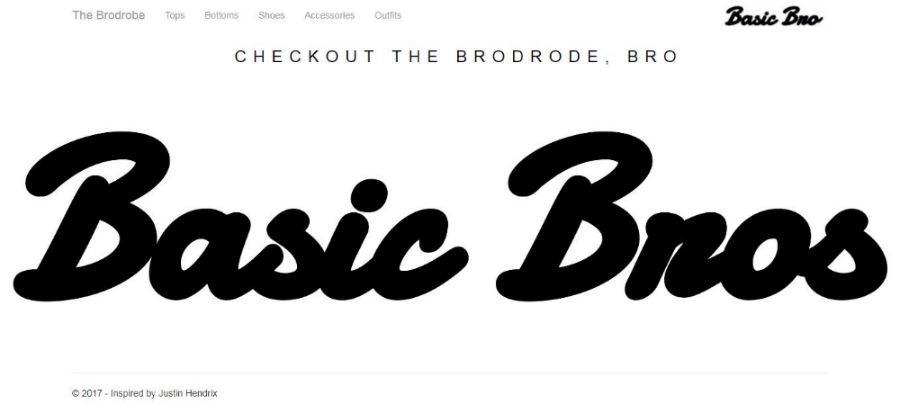 The Brodrobe Tops Bottoms Shoes Accessories Outfits Basic Bro
CHECKOUT THE BRODRODE, BRO
Basic Bros
© 2017 - Inspired by Justin Hendrix